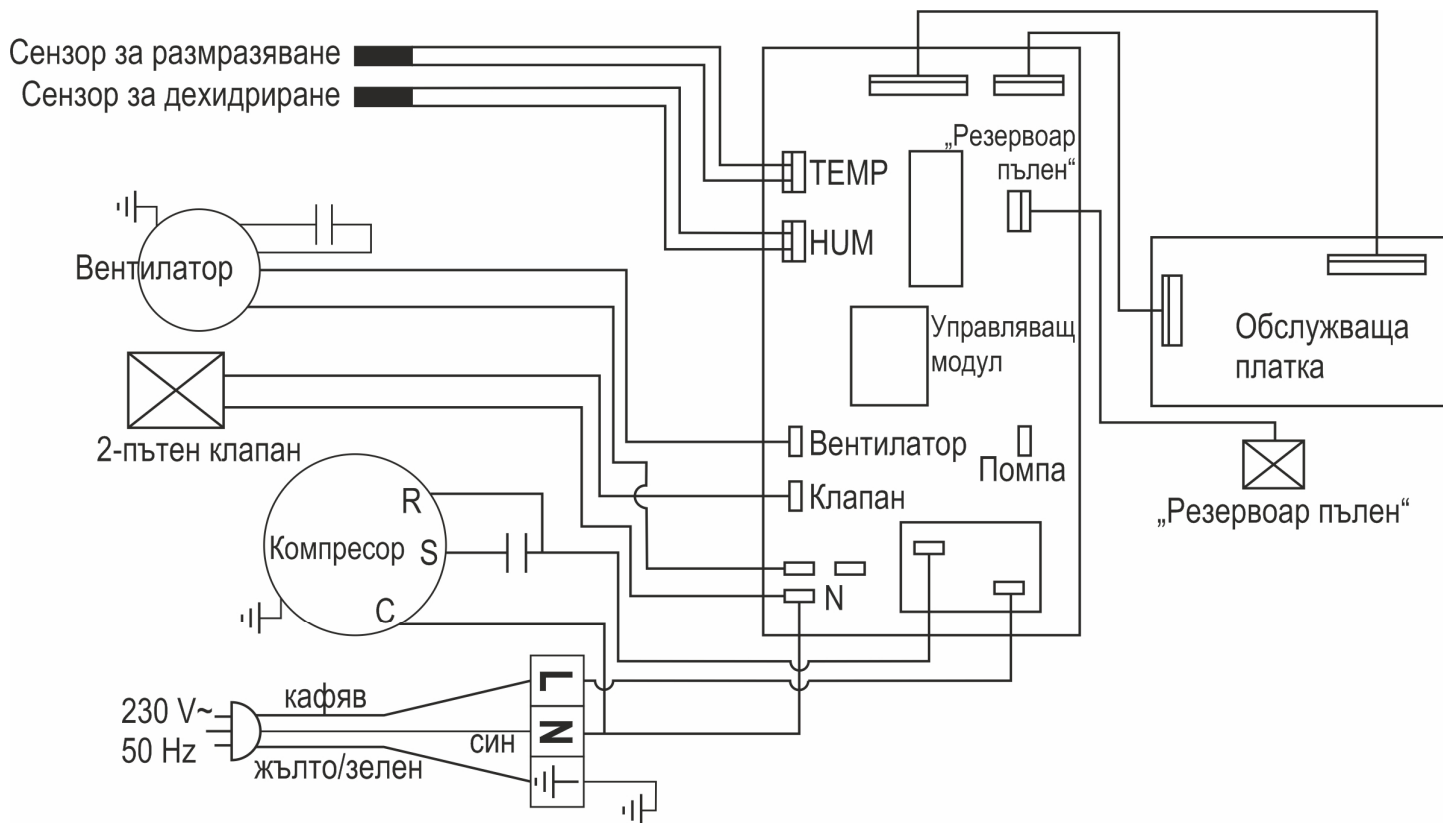 Сензор за размразяване
Сензор за дехидриране
„Резервоар
пълен“
TEMP
HUM
Вентилатор
Управляващ
модул
Обслужваща
платка
2-пътен клапан
Вентилатор
Помпа
Клапан
„Резервоар пълен“
R
Компресор
S
C
N
L
кафяв
230 V~
N
син
50 Hz
жълто/зелен